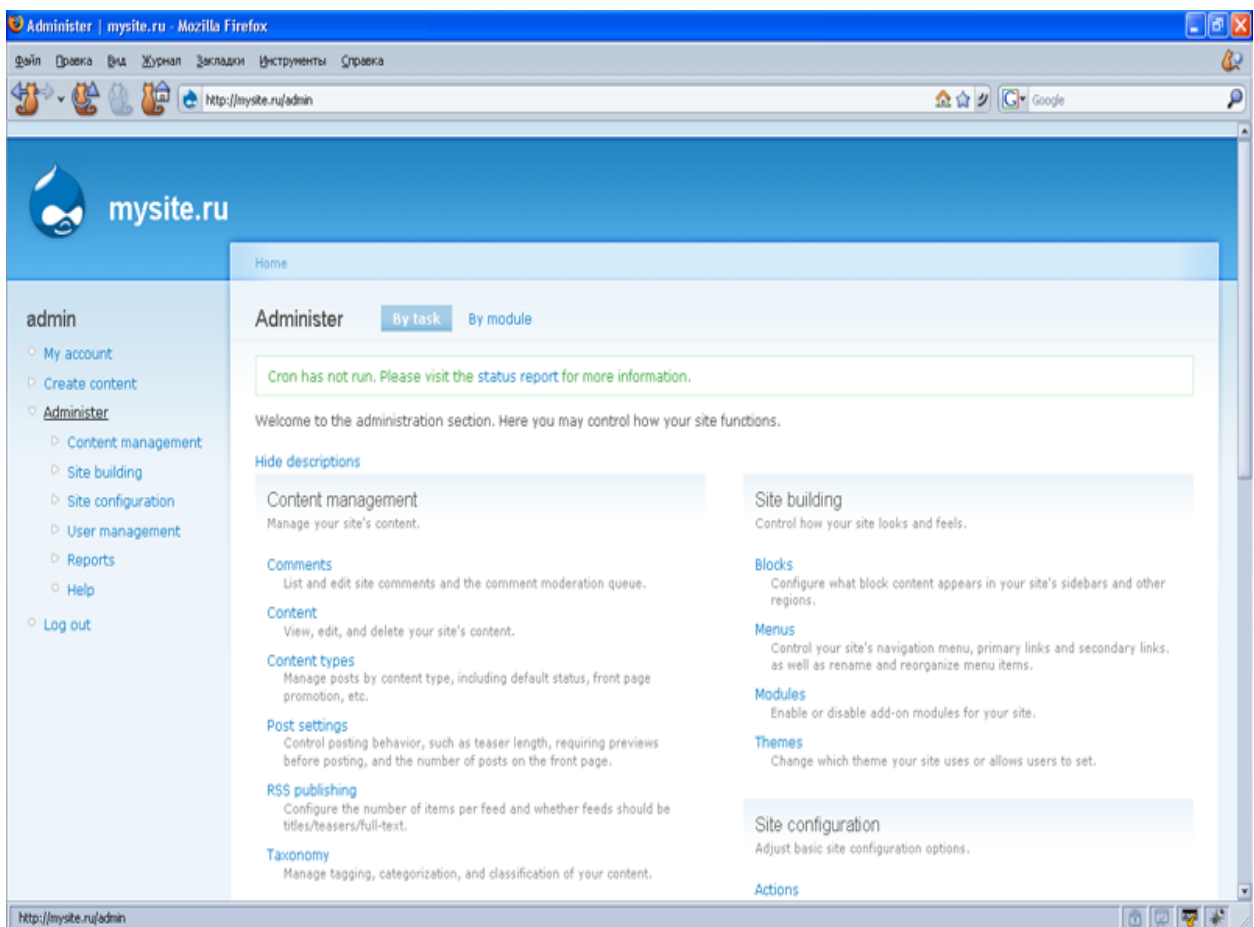 Administer | mysite.ru - Mozilla Firefox
Файл Правка Вид Журнал Закладки Инструменты Справка
http://mysite.ru/admin
Google
mysite.ru
Home
admin
My account
Create content
Administer
Content management
Site building
Site configuration
User management
Reports
Help
Log out
Administer By task By module
Cron has not run. Please visit the status report for more information.
Welcome to the administration section. Here you may control how your site functions.
Hide descriptions
Content management
Manage your site's content.
Comments
List and edit site comments and the comment moderation queue.
Content
View, edit, and delete your site's content.
Content types
Manage posts by content type, including default status, front page
promotion, etc.
Post settings
Control posting behavior, such as teaser length, requiring previews
before posting, and the number of posts on the front page.
RSS publishing
Configure the number of items per feed and whether feeds should be
titles/teasers/full-text.
Taxonomy
Manage tagging, categorization, and classification of your content.
Site building
Control how your site looks and feels.
Blocks
Configure what block content appears in your site's sidebars and other
regions.
Menus
Control your site's navigation menu, primary links and secondary links.
as well as rename and reorganize menu items.
Modules
Enable or disable add-on modules for your site.
Themes
Change which theme your site uses or allows users to set.
Site configuration
Adjust basic site configuration options.
Actions
http://mysite.ru/admin